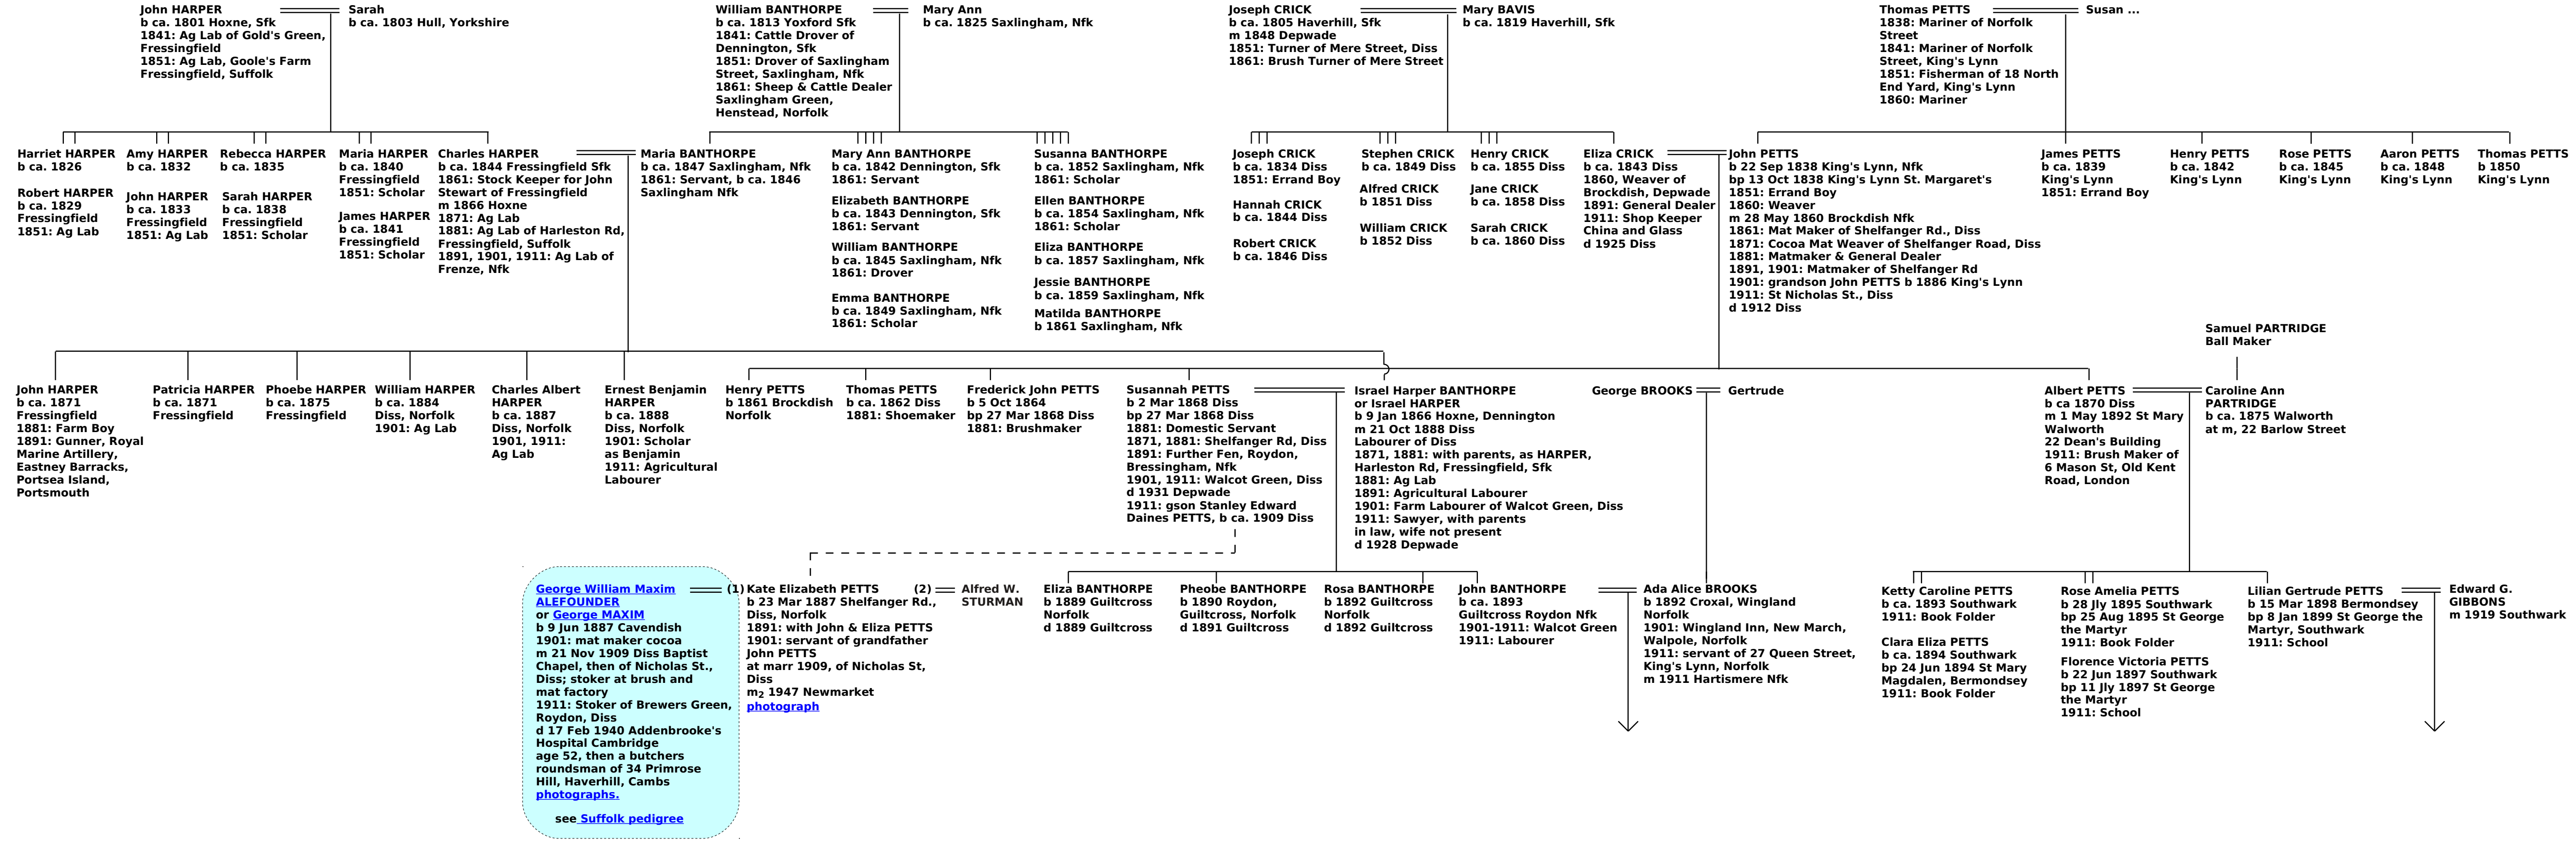 John HARPER
b ca. 1801 Hoxne, Sfk
1841: Ag Lab of Gold's Green,
Fressingfield
1851: Ag Lab, Goole's Farm
Fressingfield, Suffolk
Sarah
b ca. 1803 Hull, Yorkshire
William BANTHORPE
b ca. 1813 Yoxford Sfk
1841: Cattle Drover of
Dennington, Sfk
1851: Drover of Saxlingham
Street, Saxlingham, Nfk
1861: Sheep & Cattle Dealer
Saxlingham Green,
Henstead, Norfolk
Mary Ann
b ca. 1825 Saxlingham, Nfk
Joseph CRICK
b ca. 1805 Haverhill, Sfk
m 1848 Depwade
1851: Turner of Mere Street, Diss
1861: Brush Turner of Mere Street
Mary BAVIS
b ca. 1819 Haverhill, Sfk
Thomas PETTS
1838: Mariner of Norfolk
Street
1841: Mariner of Norfolk
Street, King's Lynn
1851: Fisherman of 18 North
End Yard, King's Lynn
1860: Mariner
Susan ...
Harriet HARPER
b ca. 1826
Robert HARPER
b ca. 1829
Fressingfield
1851: Ag Lab
Amy HARPER
b ca. 1832
John HARPER
b ca. 1833
Fressingfield
1851: Ag Lab
Rebecca HARPER
b ca. 1835
Sarah HARPER
b ca. 1838
Fressingfield
1851: Scholar
Maria HARPER
b ca. 1840
Fressingfield
1851: Scholar
James HARPER
b ca. 1841
Fressingfield
1851: Scholar
Charles HARPER
b ca. 1844 Fressingfield Sfk
1861: Stock Keeper for John
Stewart of Fressingfield
m 1866 Hoxne
1871: Ag Lab
1881: Ag Lab of Harleston Rd,
Fressingfield, Suffolk
1891, 1901, 1911: Ag Lab of
Frenze, Nfk
Maria BANTHORPE
b ca. 1847 Saxlingham, Nfk
1861: Servant, b ca. 1846
Saxlingham Nfk
Mary Ann BANTHORPE
b ca. 1842 Dennington, Sfk
1861: Servant
Elizabeth BANTHORPE
b ca. 1843 Dennington, Sfk
1861: Servant
William BANTHORPE
b ca. 1845 Saxlingham, Nfk
1861: Drover
Emma BANTHORPE
b ca. 1849 Saxlingham, Nfk
1861: Scholar
Susanna BANTHORPE
b ca. 1852 Saxlingham, Nfk
1861: Scholar
Ellen BANTHORPE
b ca. 1854 Saxlingham, Nfk
1861: Scholar
Eliza BANTHORPE
b ca. 1857 Saxlingham, Nfk
Jessie BANTHORPE
b ca. 1859 Saxlingham, Nfk
Matilda BANTHORPE
b 1861 Saxlingham, Nfk
Joseph CRICK
b ca. 1834 Diss
1851: Errand Boy
Hannah CRICK
b ca. 1844 Diss
Robert CRICK
b ca. 1846 Diss
Stephen CRICK
b ca. 1849 Diss
Alfred CRICK
b 1851 Diss
William CRICK
b 1852 Diss
Henry CRICK
b ca. 1855 Diss
Jane CRICK
b ca. 1858 Diss
Sarah CRICK
b ca. 1860 Diss
Eliza CRICK
b ca. 1843 Diss
1860, Weaver of
Brockdish, Depwade
1891: General Dealer
1911: Shop Keeper
China and Glass
d 1925 Diss
John PETTS
b 22 Sep 1838 King's Lynn, Nfk
bp 13 Oct 1838 King's Lynn St. Margaret's
1851: Errand Boy
1860: Weaver
m 28 May 1860 Brockdish Nfk
1861: Mat Maker of Shelfanger Rd., Diss
1871: Cocoa Mat Weaver of Shelfanger Road, Diss
1881: Matmaker & General Dealer
1891, 1901: Matmaker of Shelfanger Rd
1901: grandson John PETTS b 1886 King's Lynn
1911: St Nicholas St., Diss
d 1912 Diss
James PETTS
b ca. 1839
King's Lynn
1851: Errand Boy
Henry PETTS
b ca. 1842
King's Lynn
Rose PETTS
b ca. 1845
King's Lynn
Aaron PETTS
b ca. 1848
King's Lynn
Thomas PETTS
b 1850
King's Lynn
Samuel PARTRIDGE
Ball Maker
John HARPER
b ca. 1871
Fressingfield
1881: Farm Boy
1891: Gunner, Royal
Marine Artillery,
Eastney Barracks,
Portsea Island,
Portsmouth
Patricia HARPER
b ca. 1871
Fressingfield
Phoebe HARPER
b ca. 1875
Fressingfield
William HARPER
b ca. 1884
Diss, Norfolk
1901: Ag Lab
Charles Albert
HARPER
b ca. 1887
Diss, Norfolk
1901, 1911:
Ag Lab
Ernest Benjamin
HARPER
b ca. 1888
Diss, Norfolk
1901: Scholar
as Benjamin
1911: Agricultural
Labourer
Henry PETTS
b 1861 Brockdish
Norfolk
Thomas PETTS
b ca. 1862 Diss
1881: Shoemaker
Frederick John PETTS
b 5 Oct 1864
bp 27 Mar 1868 Diss
1881: Brushmaker
Susannah PETTS
b 2 Mar 1868 Diss
bp 27 Mar 1868 Diss
1881: Domestic Servant
1871, 1881: Shelfanger Rd, Diss
1891: Further Fen, Roydon,
Bressingham, Nfk
1901, 1911: Walcot Green, Diss
d 1931 Depwade
1911: gson Stanley Edward
Daines PETTS, b ca. 1909 Diss
Israel Harper BANTHORPE
or Israel HARPER
b 9 Jan 1866 Hoxne, Dennington
m 21 Oct 1888 Diss
Labourer of Diss
1871, 1881: with parents, as HARPER,
Harleston Rd, Fressingfield, Sfk
1881: Ag Lab
1891: Agricultural Labourer
1901: Farm Labourer of Walcot Green, Diss
1911: Sawyer, with parents
in law, wife not present
d 1928 Depwade
George BROOKS
Gertrude
Albert PETTS
b ca 1870 Diss
m 1 May 1892 St Mary
Walworth
22 Dean's Building
1911: Brush Maker of
6 Mason St, Old Kent
Road, London
Caroline Ann
PARTRIDGE
b ca. 1875 Walworth
at m, 22 Barlow Street
George William Maxim
ALEFOUNDER
or George MAXIM
b 9 Jun 1887 Cavendish
1901: mat maker cocoa
m 21 Nov 1909 Diss Baptist
Chapel, then of Nicholas St.,
Diss; stoker at brush and
mat factory
1911: Stoker of Brewers Green,
Roydon, Diss
d 17 Feb 1940 Addenbrooke's
Hospital Cambridge
age 52, then a butchers
roundsman of 34 Primrose
Hill, Haverhill, Cambs
photographs.
see Suffolk pedigree
(1) Kate Elizabeth PETTS (2)
b 23 Mar 1887 Shelfanger Rd.,
Diss, Norfolk
1891: with John & Eliza PETTS
1901: servant of grandfather
John PETTS
at marr 1909, of Nicholas St,
Diss
m2 1947 Newmarket
photograph
Alfred W.
STURMAN
Eliza BANTHORPE
b 1889 Guiltcross
Norfolk
d 1889 Guiltcross
Pheobe BANTHORPE
b 1890 Roydon,
Guiltcross, Norfolk
d 1891 Guiltcross
Rosa BANTHORPE
b 1892 Guiltcross
Norfolk
d 1892 Guiltcross
John BANTHORPE
b ca. 1893
Guiltcross Roydon Nfk
1901-1911: Walcot Green
1911: Labourer
Ada Alice BROOKS
b 1892 Croxal, Wingland
Norfolk
1901: Wingland Inn, New March,
Walpole, Norfolk
1911: servant of 27 Queen Street,
King's Lynn, Norfolk
m 1911 Hartismere Nfk
Ketty Caroline PETTS
b ca. 1893 Southwark
1911: Book Folder
Clara Eliza PETTS
b ca. 1894 Southwark
bp 24 Jun 1894 St Mary
Magdalen, Bermondsey
1911: Book Folder
Rose Amelia PETTS
b 28 Jly 1895 Southwark
bp 25 Aug 1895 St George
the Martyr
1911: Book Folder
Florence Victoria PETTS
b 22 Jun 1897 Southwark
bp 11 Jly 1897 St George
the Martyr
1911: School
Lilian Gertrude PETTS
b 15 Mar 1898 Bermondsey
bp 8 Jan 1899 St George the
Martyr, Southwark
1911: School
Edward G.
GIBBONS
m 1919 Southwark